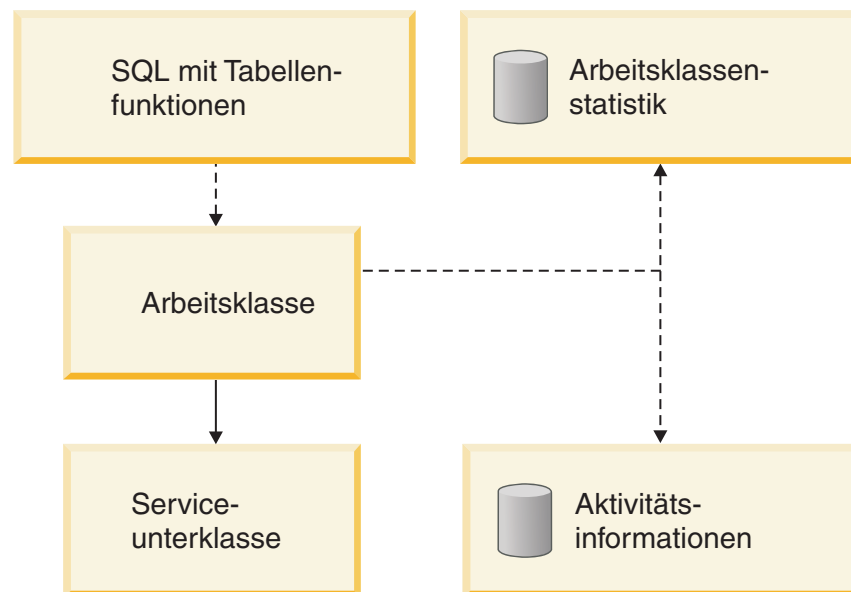 SQL mit Tabellen-
funktionen
Arbeitsklassen-
statistik
Arbeitsklasse
Service-
unterklasse
Aktivitäts-
informationen